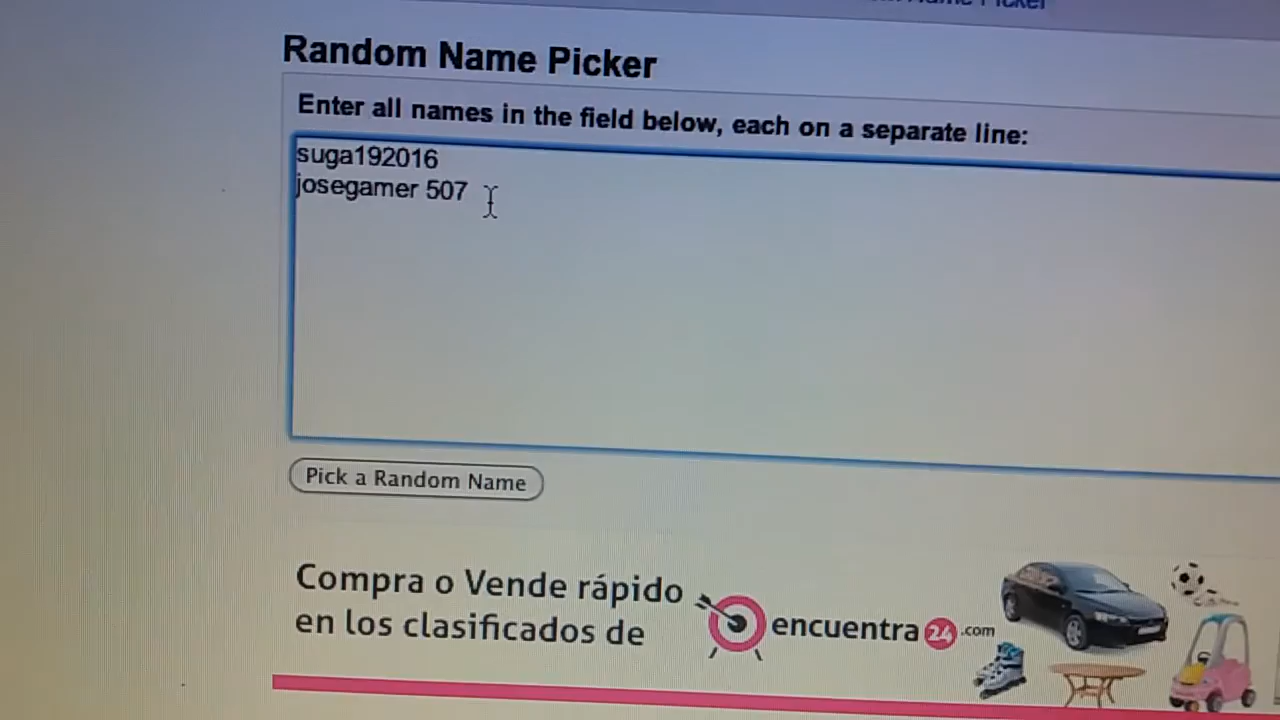 Random Name Picker
Enter all names in the field below, each on a separate line:
suga192016
josegamer 507
Pick a Random Name
Compra o Vende rápido
en los clasificados de
encuentra24.com